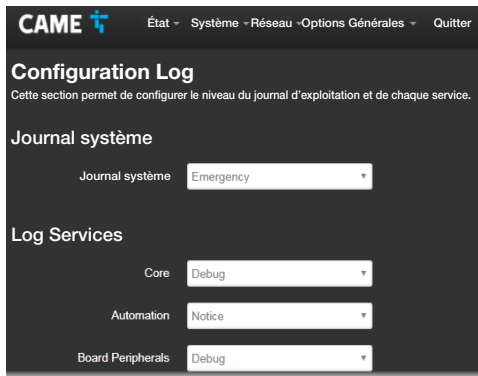 CAME État Système Réseau Options Générales Quitter
Configuration Log
Cette section permet de configurer le niveau du journal d'exploitation et de chaque service.
Journal système
Journal système Emergency
Log Services
Core Debug
Automation Notice
Board Peripherals Debug